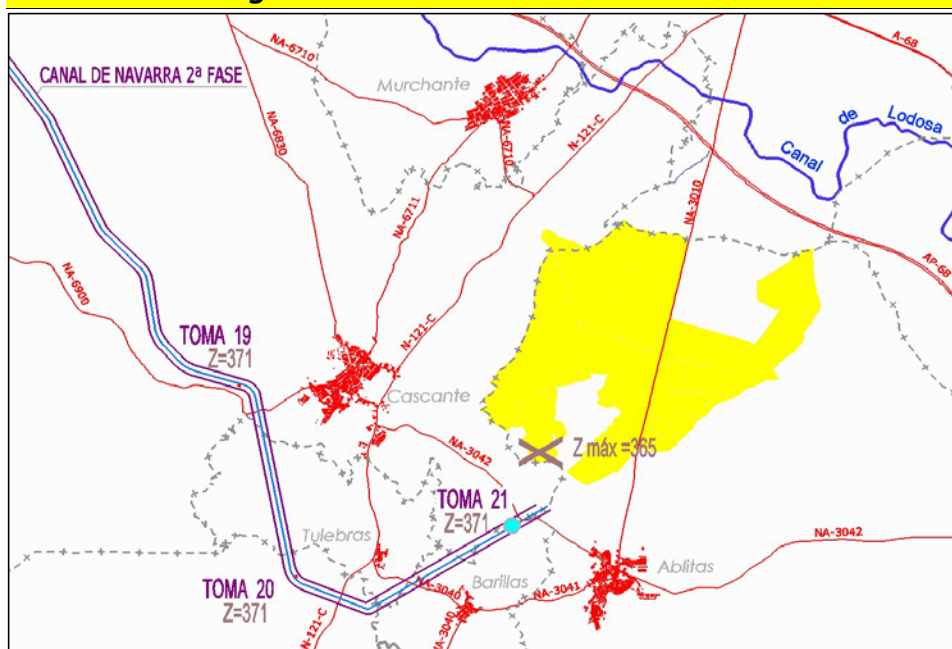 NA-6710
A-68
CANAL DE NAVARRA 2ª FASE
Murchante
de
Lodosa
Canal
NA-6830
NA-6710
N-121-C
NA-3010
NA-6711
AP-68
NA-6900
TOMA 19
Z=371
N-121-C
Cascante
NA-3042
Z máx =365
TOMA 21
Z=371
Tulebras
NA-3042
Ablitas
TOMA 20
Z=371
NA-3040
Barillas
NA-3041
N-121-C
NA-3040